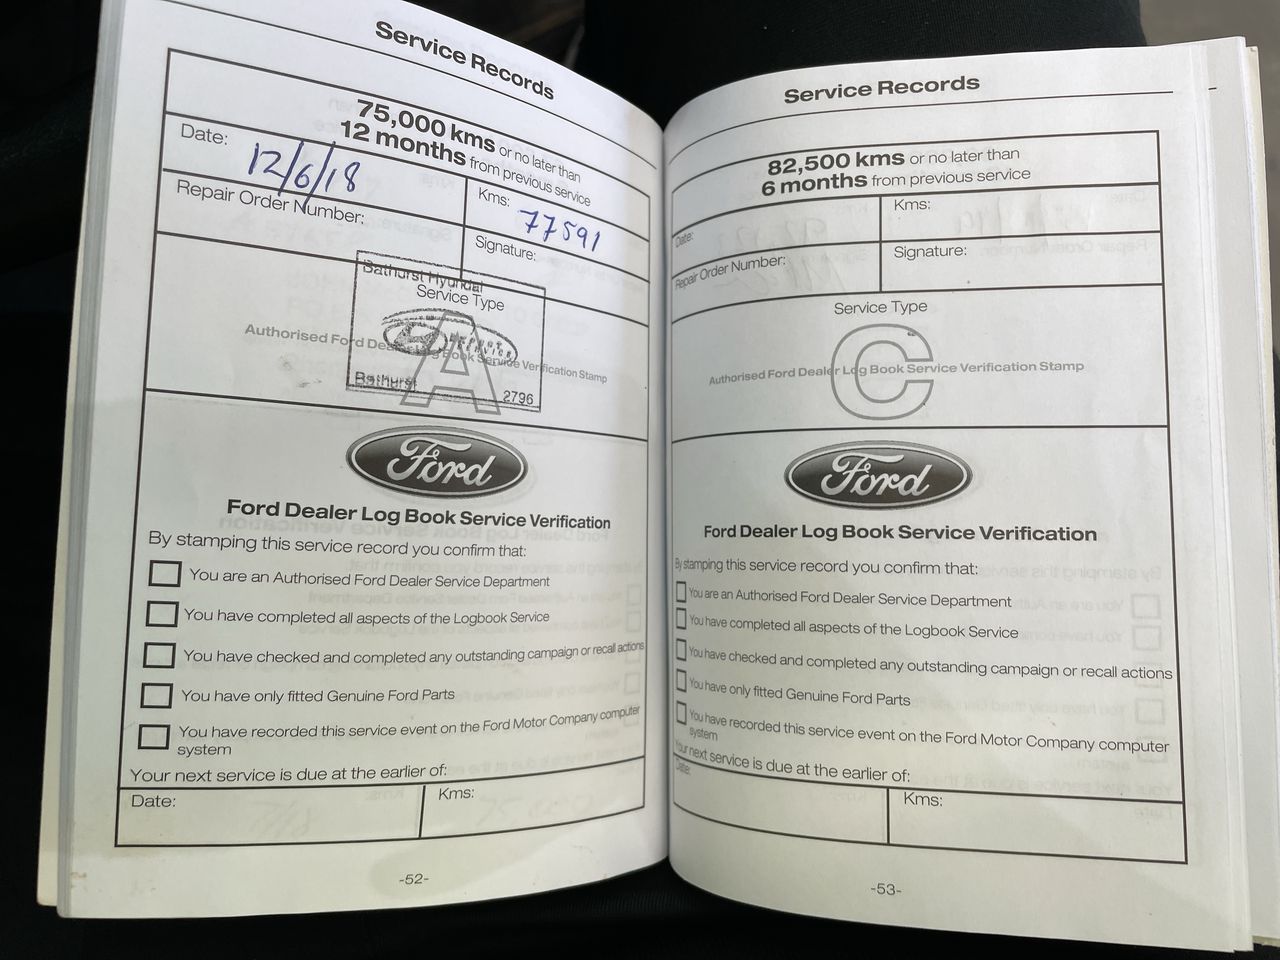 Service Records
75,000 kms or no later than
12 months from previous service
Date: 12/6/18
Kms: 77591
Repair Order Number:
Signature:
Bathurst Hyundai
Service Type
A
Authorised Ford Dealer Log Book Service Verification Stamp
Bathurst 2796
Ford
Ford Dealer Log Book Service Verification
By stamping this service record you confirm that:
You are an Authorised Ford Dealer Service Department
You have completed all aspects of the Logbook Service
You have checked and completed any outstanding campaign or recall actions
You have only fitted Genuine Ford Parts
You have recorded this service event on the Ford Motor Company computer
system
Your next service is due at the earlier of:
Date:
Kms:
-52-
Service Records
82,500 kms or no later than
6 months from previous service
Date:
Kms:
Repair Order Number:
Signature:
Service Type
C
Authorised Ford Dealer Log Book Service Verification Stamp
Ford
Ford Dealer Log Book Service Verification
By stamping this service record you confirm that:
You are an Authorised Ford Dealer Service Department
You have completed all aspects of the Logbook Service
You have checked and completed any outstanding campaign or recall actions
You have only fitted Genuine Ford Parts
You have recorded this service event on the Ford Motor Company computer
system
Your next service is due at the earlier of:
Date:
Kms:
-53-